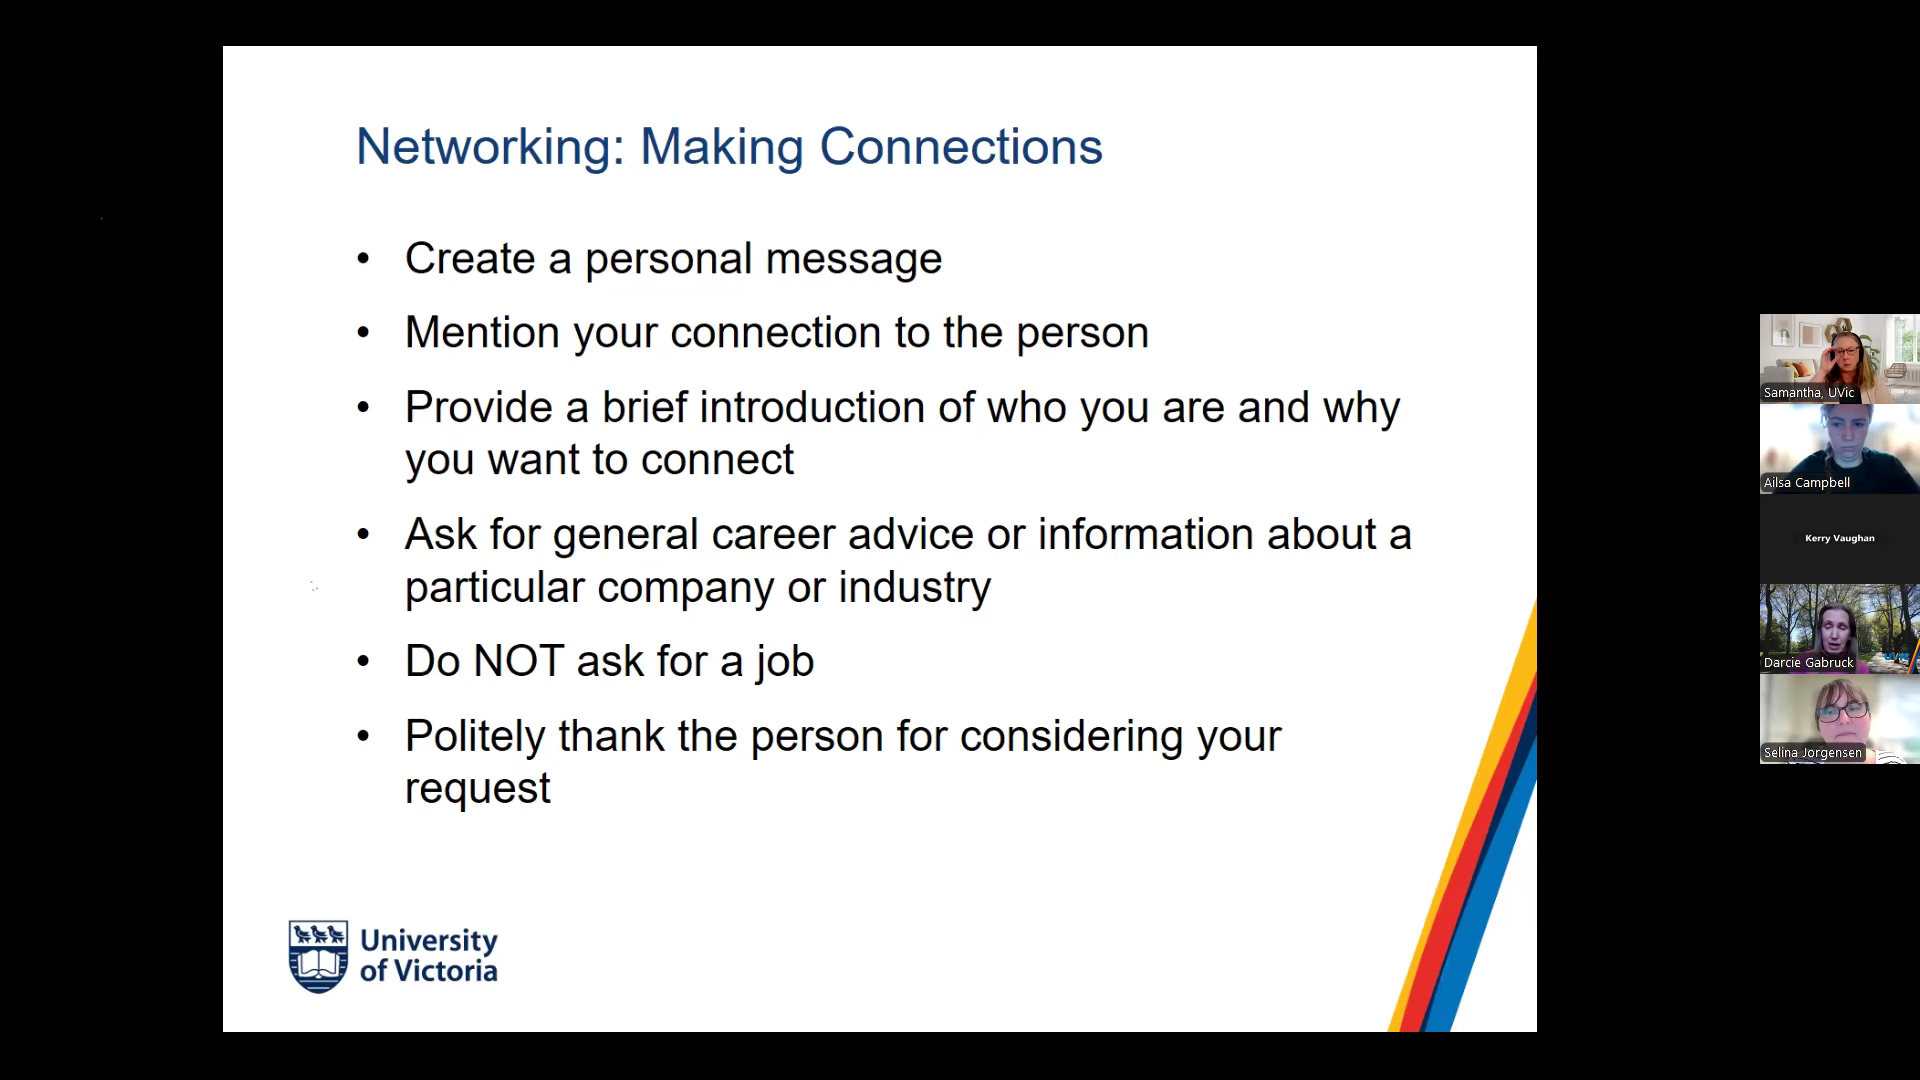 Networking: Making Connections
• Create a personal message
• Mention your connection to the person
• Provide a brief introduction of who you are and why
you want to connect
• Ask for general career advice or information about a
particular company or industry
• Do NOT ask for a job
• Politely thank the person for considering your
request
University
of Victoria
Samantha, UVic
Ailsa Campbell
Kerry Vaughan
Darcie Gabruck
Selina Jorgensen